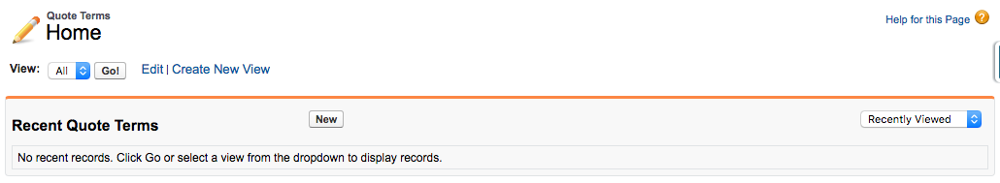 Quote Terms
Home
Help for this Page ?
View: All Go! Edit | Create New View
Recent Quote Terms New Recently Viewed
No recent records. Click Go or select a view from the dropdown to display records.